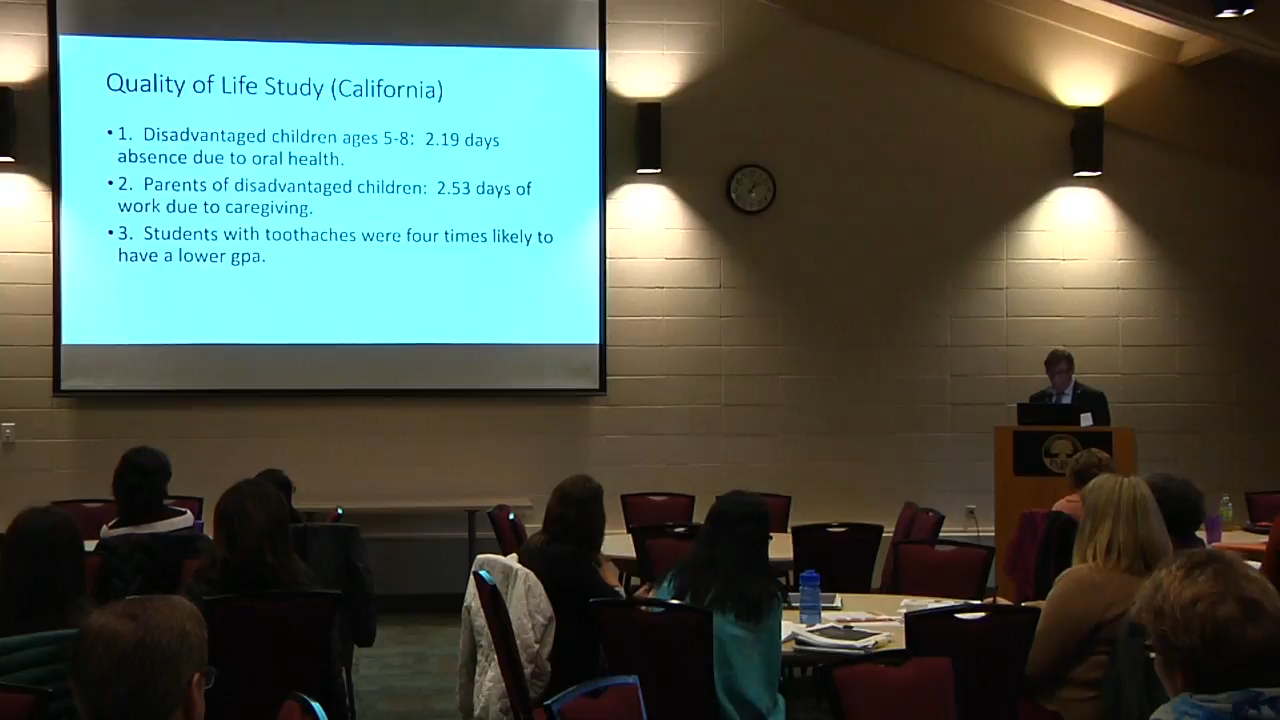 Quality of Life Study (California)
• 1. Disadvantaged children ages 5-8: 2.19 days
absence due to oral health.
• 2. Parents of disadvantaged children: 2.53 days of
work due to caregiving.
• 3. Students with toothaches were four times likely to
have a lower gpa.